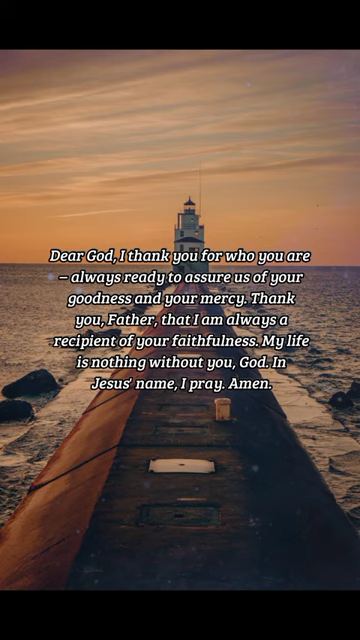 Dear God, I thank you for who you are
– always ready to assure us of your
goodness and your mercy. Thank
you, Father, that I am always a
recipient of your faithfulness. My life
is nothing without you, God. In
Jesus' name, I pray. Amen.